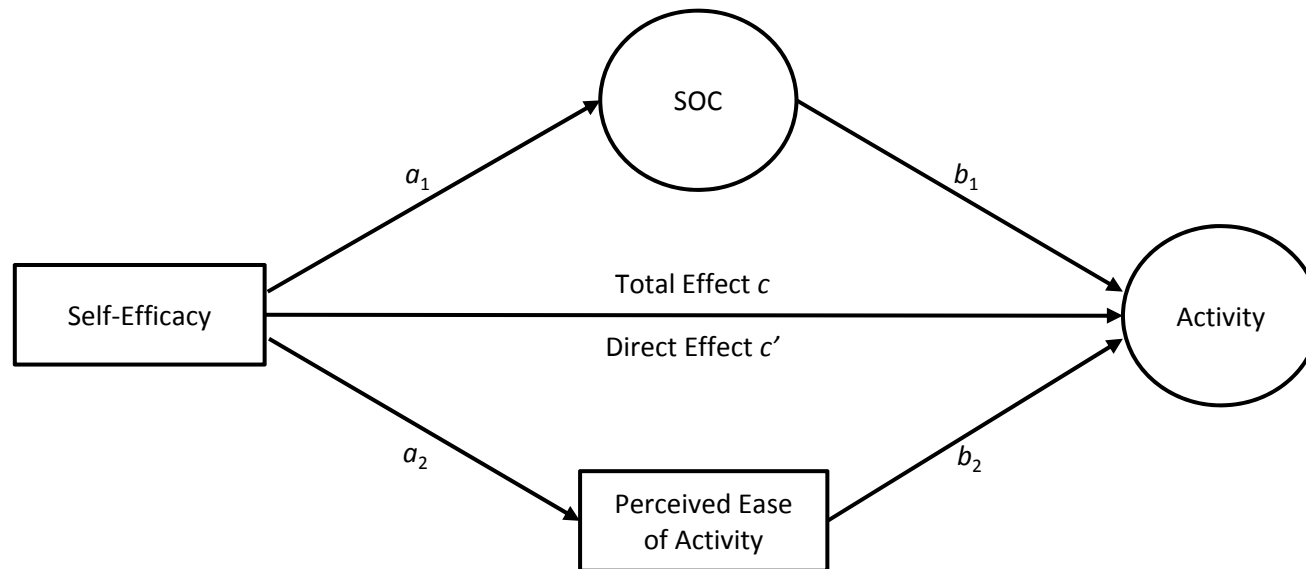 SOC
a₁
b₁
Total Effect c
Self-Efficacy
Activity
Direct Effect c’
a₂
b₂
Perceived Ease
of Activity